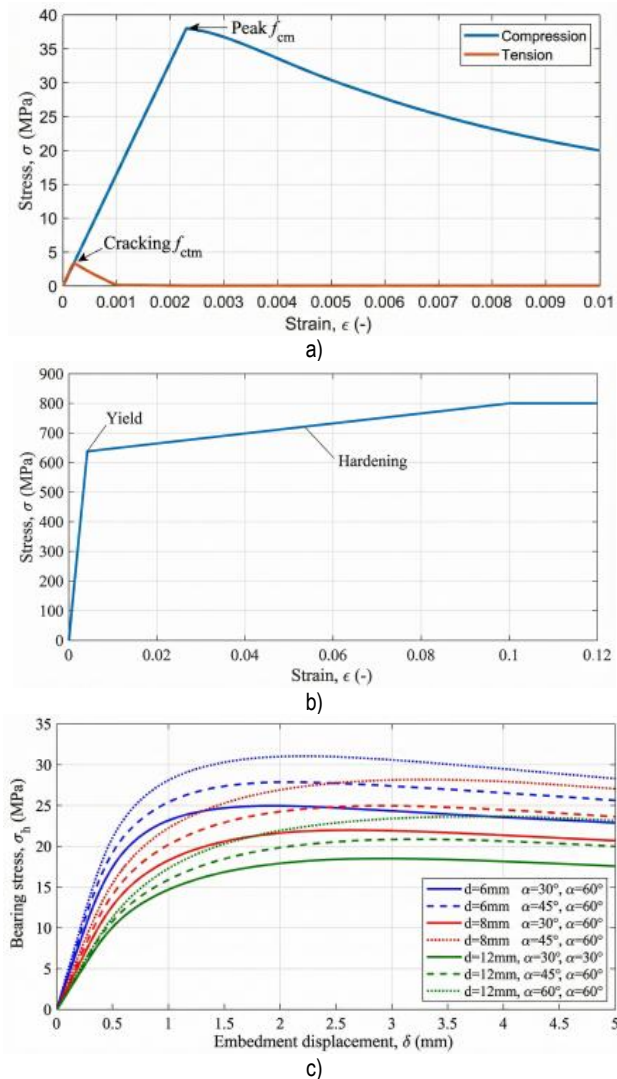 40
35
30
25
20
15
10
5
0
Stress, σ (MPa)
Peak fcm
Compression
Tension
Cracking fctm
0 0.001 0.002 0.003 0.004 0.005 0.006 0.007 0.008 0.009 0.01
Strain, ϵ (-)
a)
900
800
700
600
500
400
300
200
100
0
Stress, σ (MPa)
Yield
Hardening
0 0.02 0.04 0.06 0.08 0.1 0.12
Strain, ϵ (-)
b)
35
30
25
20
15
10
5
0
Bearing stress, σh (MPa)
d=6mm α=30°, α=60°
d=6mm α=45°, α=60°
d=8mm α=30°, α=60°
d=8mm α=45°, α=60°
d=12mm, α=30°, α=30°
d=12mm, α=45°, α=60°
d=12mm, α=60°, α=60°
0 0.5 1 1.5 2 2.5 3 3.5 4 4.5 5
Embedment displacement, δ (mm)
c)